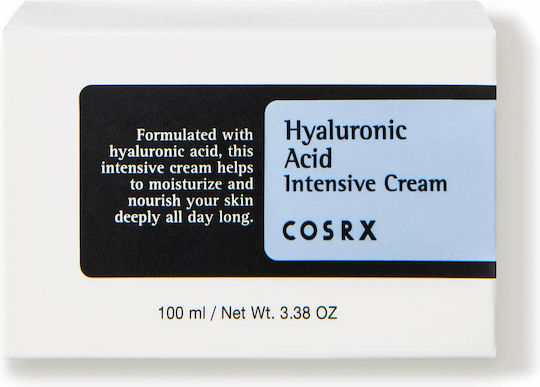 Formulated with
hyaluronic acid, this
intensive cream helps
to moisturize and
nourish your skin
deeply all day long.
Hyaluronic
Acid
Intensive Cream
COSRX
100 ml / Net Wt. 3.38 OZ